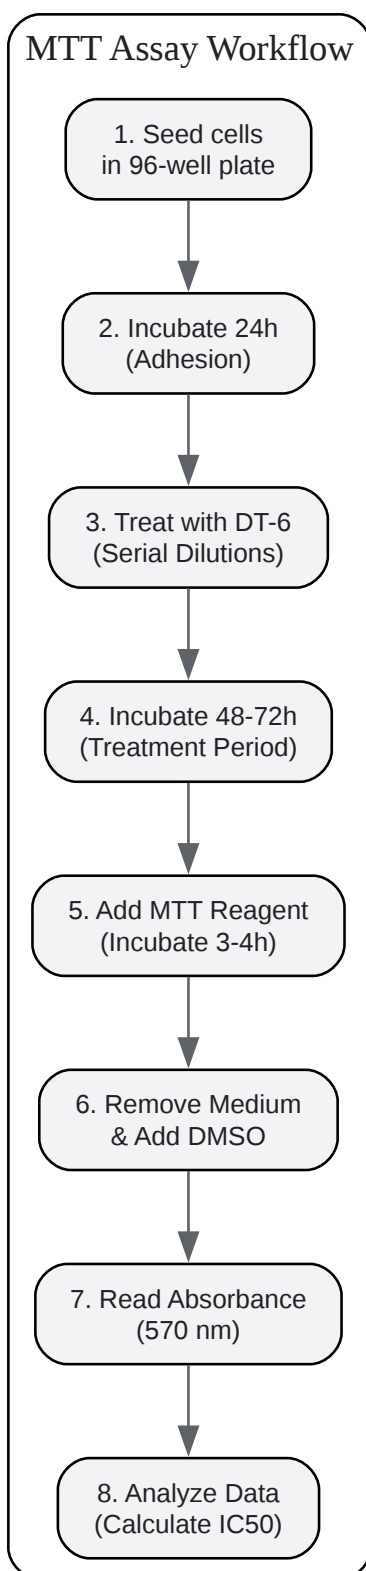 MTT Assay Workflow
1. Seed cells
in 96-well plate
2. Incubate 24h
(Adhesion)
3. Treat with DT-6
(Serial Dilutions)
4. Incubate 48-72h
(Treatment Period)
5. Add MTT Reagent
(Incubate 3-4h)
6. Remove Medium
& Add DMSO
7. Read Absorbance
(570 nm)
8. Analyze Data
(Calculate IC50)